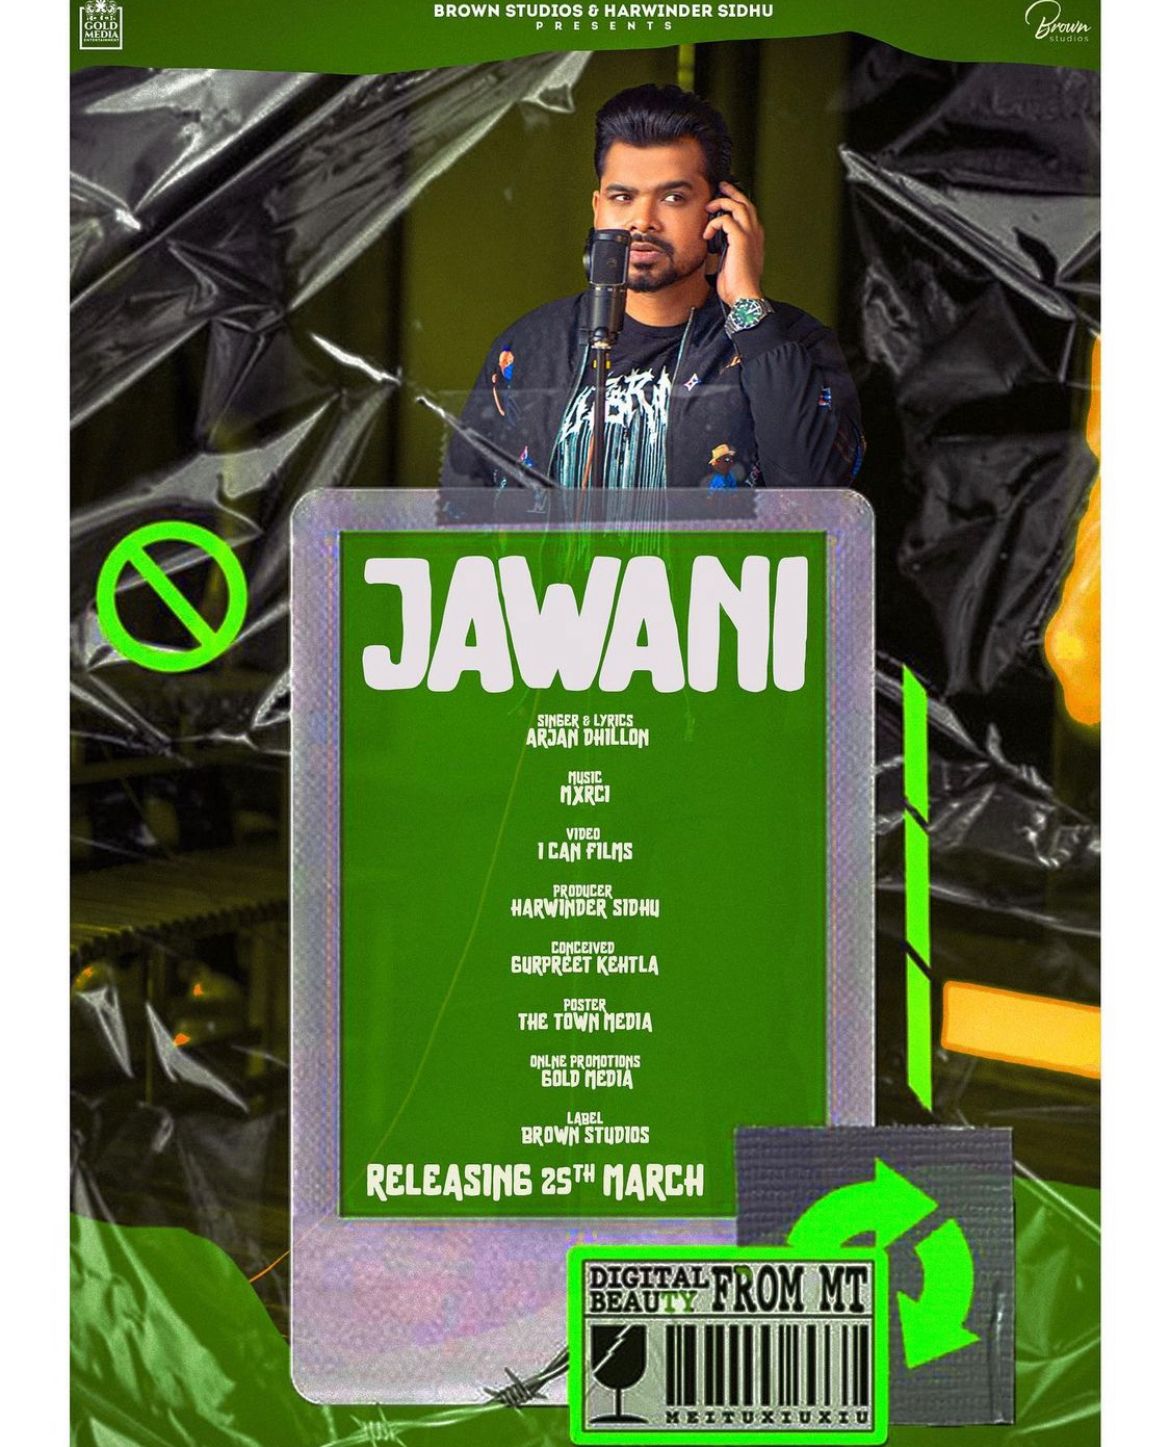 GOLD
MEDIA
ENTERTAINMENT
BROWN STUDIOS & HARWINDER SIDHU
PRESENTS
Brown
studios
JAWANI
SINGER & LYRICS
ARJAN DHILLON
MUSIC
MXRCI
VIDEO
I CAN FILMS
PRODUCER
HARWINDER SIDHU
CONCEIVED
GURPREET KEHTLA
POSTER
THE TOWN MEDIA
ONLNE PROMOTIONS
GOLD MEDIA
LABEL
BROWN STUDIOS
RELEASING 25TH MARCH
DIGITAL
BEAUTY
FROM MT
MEITUXIUXIU